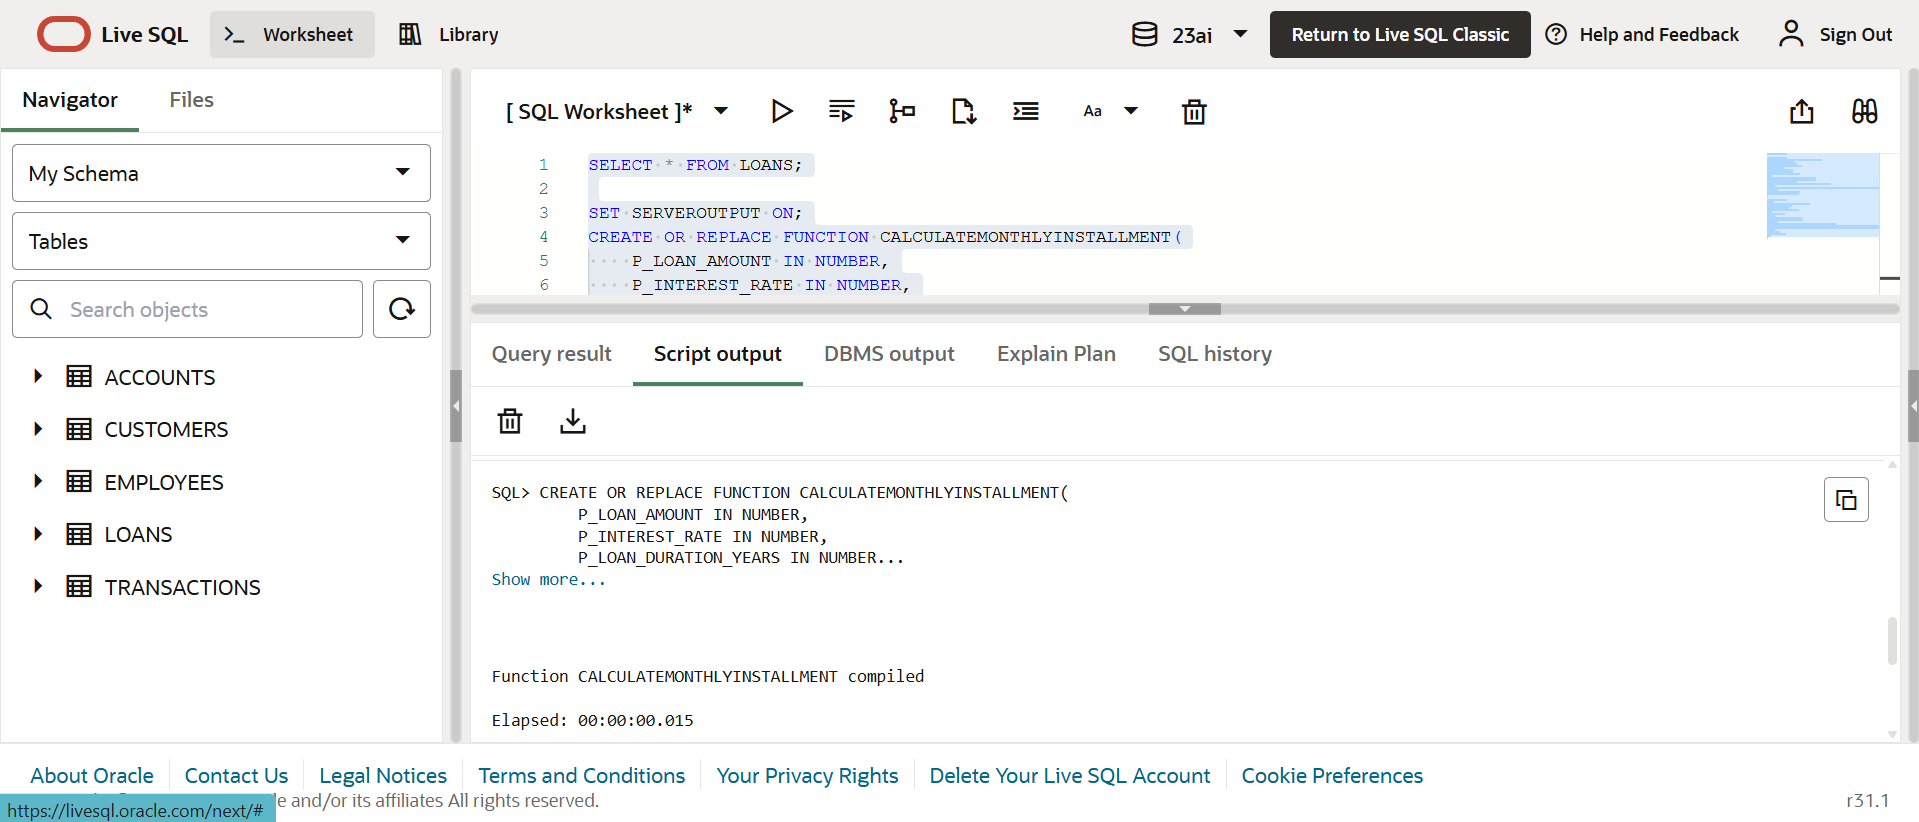 Live SQL
Worksheet
Library
23ai
Return to Live SQL Classic
Help and Feedback
Sign Out
Navigator
Files
My Schema
Tables
Search objects
ACCOUNTS
CUSTOMERS
EMPLOYEES
LOANS
TRANSACTIONS
[ SQL Worksheet ]*
Aa
1 SELECT * FROM LOANS;
2
3 SET SERVEROUTPUT ON;
4 CREATE OR REPLACE FUNCTION CALCULATEMONTHLYINSTALLMENT(
5 P_LOAN_AMOUNT IN NUMBER,
6 P_INTEREST_RATE IN NUMBER,
Query result
Script output
DBMS output
Explain Plan
SQL history
SQL> CREATE OR REPLACE FUNCTION CALCULATEMONTHLYINSTALLMENT(
P_LOAN_AMOUNT IN NUMBER,
P_INTEREST_RATE IN NUMBER,
P_LOAN_DURATION_YEARS IN NUMBER...
Show more...
Function CALCULATEMONTHLYINSTALLMENT compiled
Elapsed: 00:00:00.015
About Oracle
Contact Us
Legal Notices
Terms and Conditions
Your Privacy Rights
Delete Your Live SQL Account
Cookie Preferences
and/or its affiliates All rights reserved.
https://livesql.oracle.com/next/#
r31.1